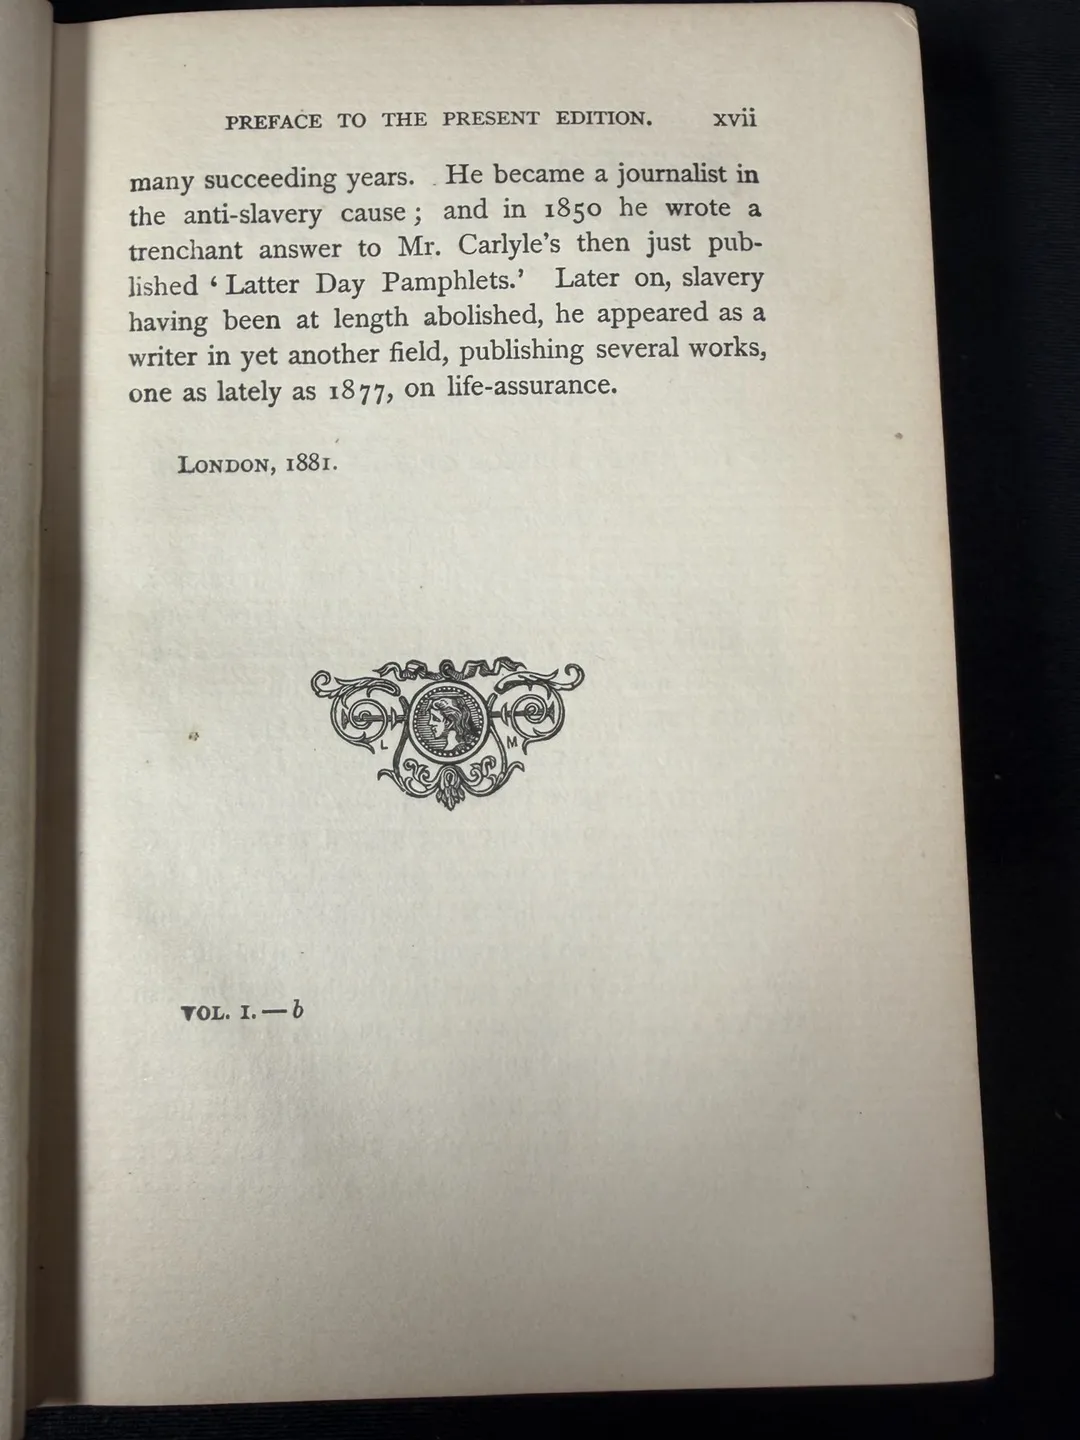 PREFACE TO THE PRESENT EDITION. xvii
many succeeding years. He became a journalist in
the anti-slavery cause ; and in 1850 he wrote a
trenchant answer to Mr. Carlyle's then just pub-
lished ‘ Latter Day Pamphlets.’ Later on, slavery
having been at length abolished, he appeared as a
writer in yet another field, publishing several works,
one as lately as 1877, on life-assurance.
LONDON, 1881.
L M
VOL. I.—b